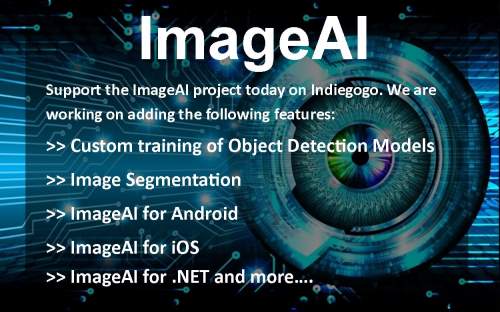 ImageAI
Support the ImageAI project today on Indiegogo. We are
working on adding the following features:
>> Custom training of Object Detection Models
>> Image Segmentation
>> ImageAI for Android
>> ImageAI for iOS
>> ImageAI for .NET and more....